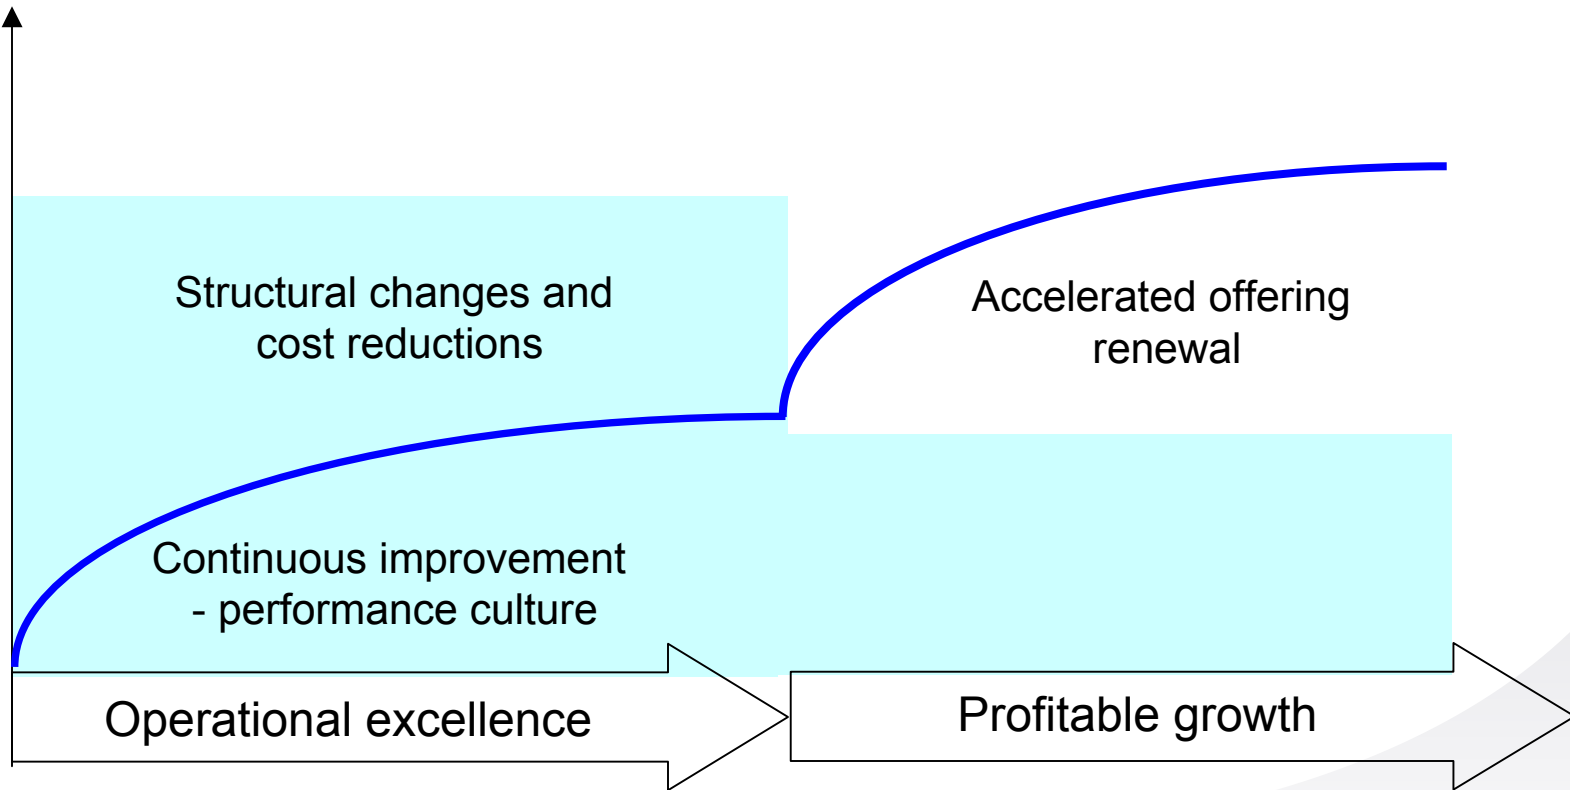 Structural changes and
cost reductions
Accelerated offering
renewal
Continuous improvement
- performance culture
Operational excellence
Profitable growth